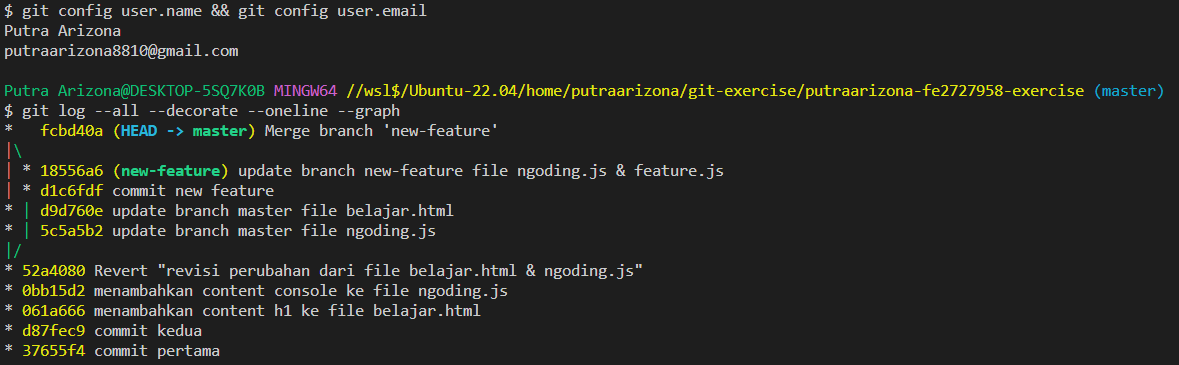 $ git config user.name && git config user.email
Putra Arizona
putraarizona8810@gmail.com
Putra Arizona@DESKTOP-5SQ7K0B MINGW64 //wsl$/Ubuntu-22.04/home/putraarizona/git-exercise/putraarizona-fe2727958-exercise (master)
$ git log --all --decorate --oneline --graph
*   fcbd40a (HEAD -> master) Merge branch 'new-feature'
|\
| * 18556a6 (new-feature) update branch new-feature file ngoding.js & feature.js
| * d1c6fdf commit new feature
* | d9d760e update branch master file belajar.html
* | 5c5a5b2 update branch master file ngoding.js
|/
* 52a4080 Revert "revisi perubahan dari file belajar.html & ngoding.js"
* 0bb15d2 menambahkan content console ke file ngoding.js
* 061a666 menambahkan content h1 ke file belajar.html
* d87fec9 commit kedua
* 37655f4 commit pertama